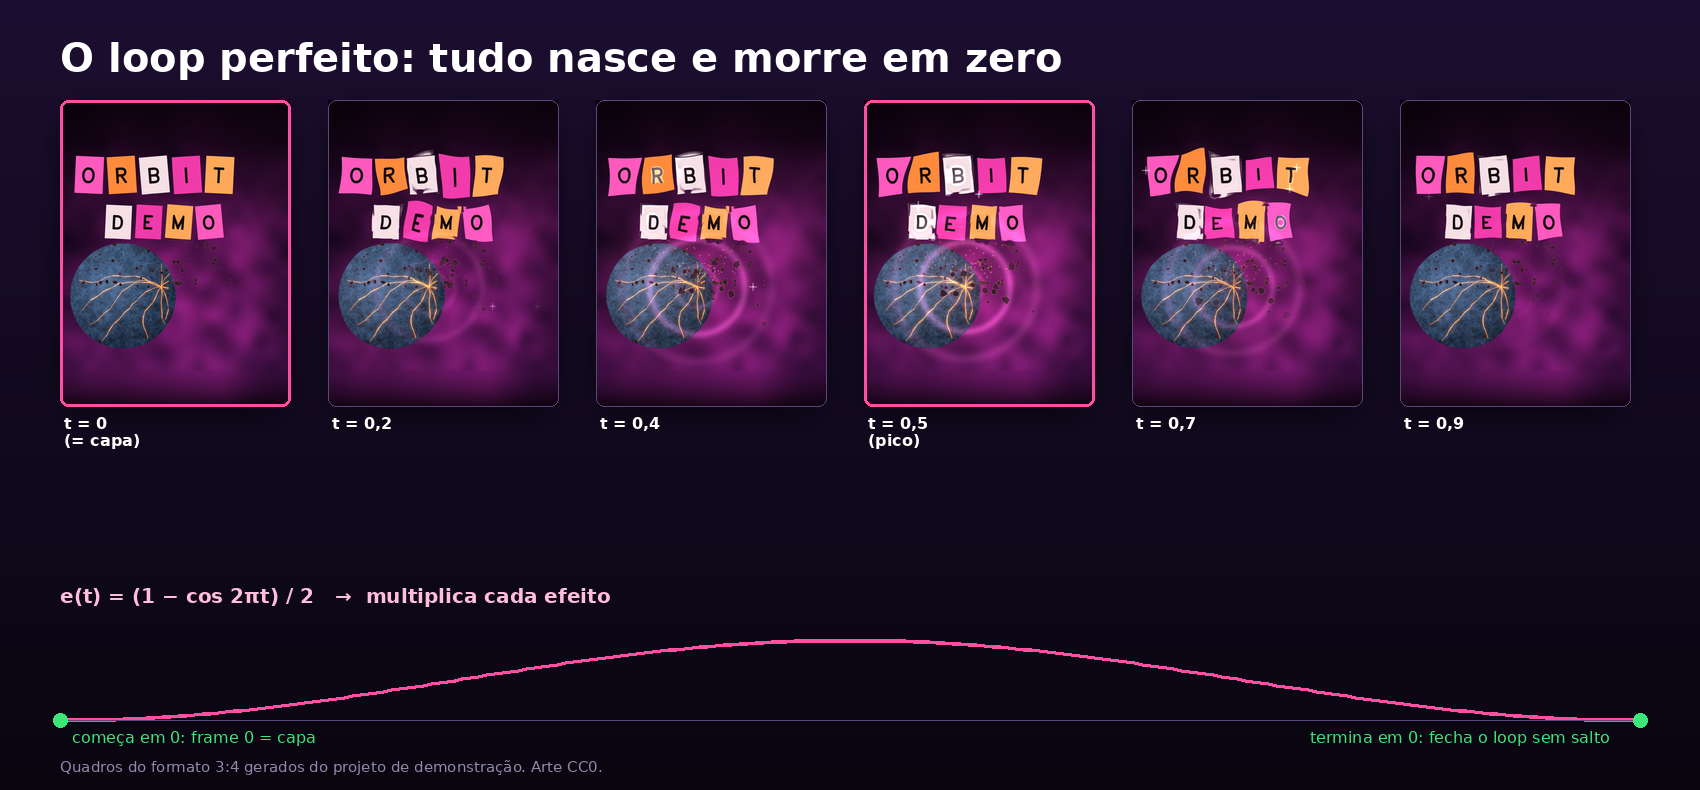 O loop perfeito: tudo nasce e morre em zero
ORBIT
DEMO
ORBIT
DEMO
ORBIT
DEMO
ORBIT
DEMO
ORBIT
DEMO
ORBIT
DEMO
t = 0
(= capa)
t = 0,2
t = 0,4
t = 0,5
(pico)
t = 0,7
t = 0,9
e(t) = (1 − cos 2πt) / 2 → multiplica cada efeito
começa em 0: frame 0 = capa
termina em 0: fecha o loop sem salto
Quadros do formato 3:4 gerados do projeto de demonstração. Arte CC0.